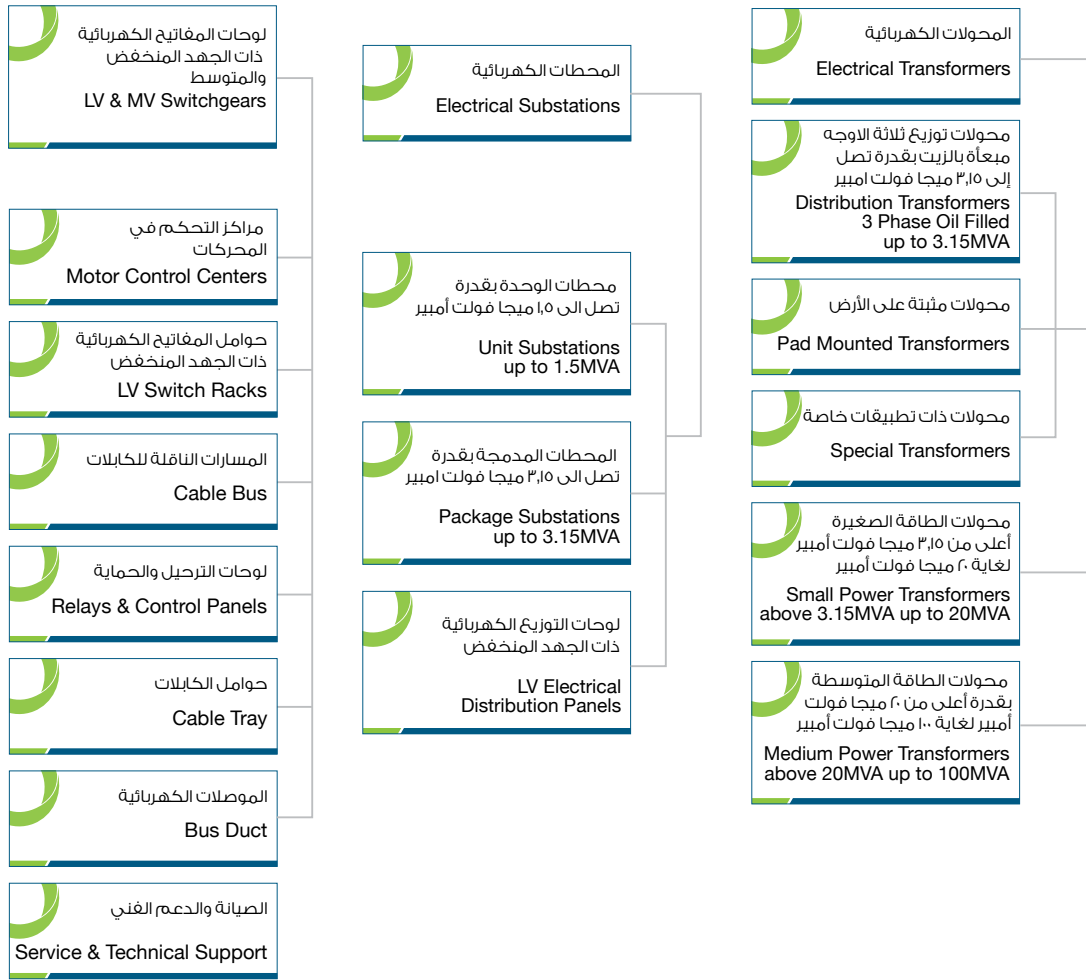 لوحات المفاتيح الكهربائية
ذات الجهد المنخفض
والمتوسط
LV & MV Switchgears
مراكز التحكم في
المحركات
Motor Control Centers
حوامل المفاتيح الكهربائية
ذات الجهد المنخفض
LV Switch Racks
المسارات الناقلة للكابلات
Cable Bus
لوحات الترحيل والحماية
Relays & Control Panels
حوامل الكابلات
Cable Tray
الموصلات الكهربائية
Bus Duct
الصيانة والدعم الفني
Service & Technical Support
المحطات الكهربائية
Electrical Substations
محطات الوحدة بقدرة
تصل الى ١,٥ ميجا فولت أمبير
Unit Substations
up to 1.5MVA
المحطات المدمجة بقدرة
تصل الى ٣,١٥ ميجا فولت امبير
Package Substations
up to 3.15MVA
لوحات التوزيع الكهربائية
ذات الجهد المنخفض
LV Electrical
Distribution Panels
المحولات الكهربائية
Electrical Transformers
محولات توزيع ثلاثة الاوجه
مبعأة بالزيت بقدرة تصل
إلى ٣,١٥ ميجا فولت امبير
Distribution Transformers
3 Phase Oil Filled
up to 3.15MVA
محولات مثبتة على الأرض
Pad Mounted Transformers
محولات ذات تطبيقات خاصة
Special Transformers
محولات الطاقة الصغيرة
أعلى من ٣,١٥ ميجا فولت أمبير
لغاية ٢٠ ميجا فولت أمبير
Small Power Transformers
above 3.15MVA up to 20MVA
محولات الطاقة المتوسطة
بقدرة أعلى من ٢٠ ميجا فولت
أمبير لغاية ١٠٠ ميجا فولت أمبير
Medium Power Transformers
above 20MVA up to 100MVA